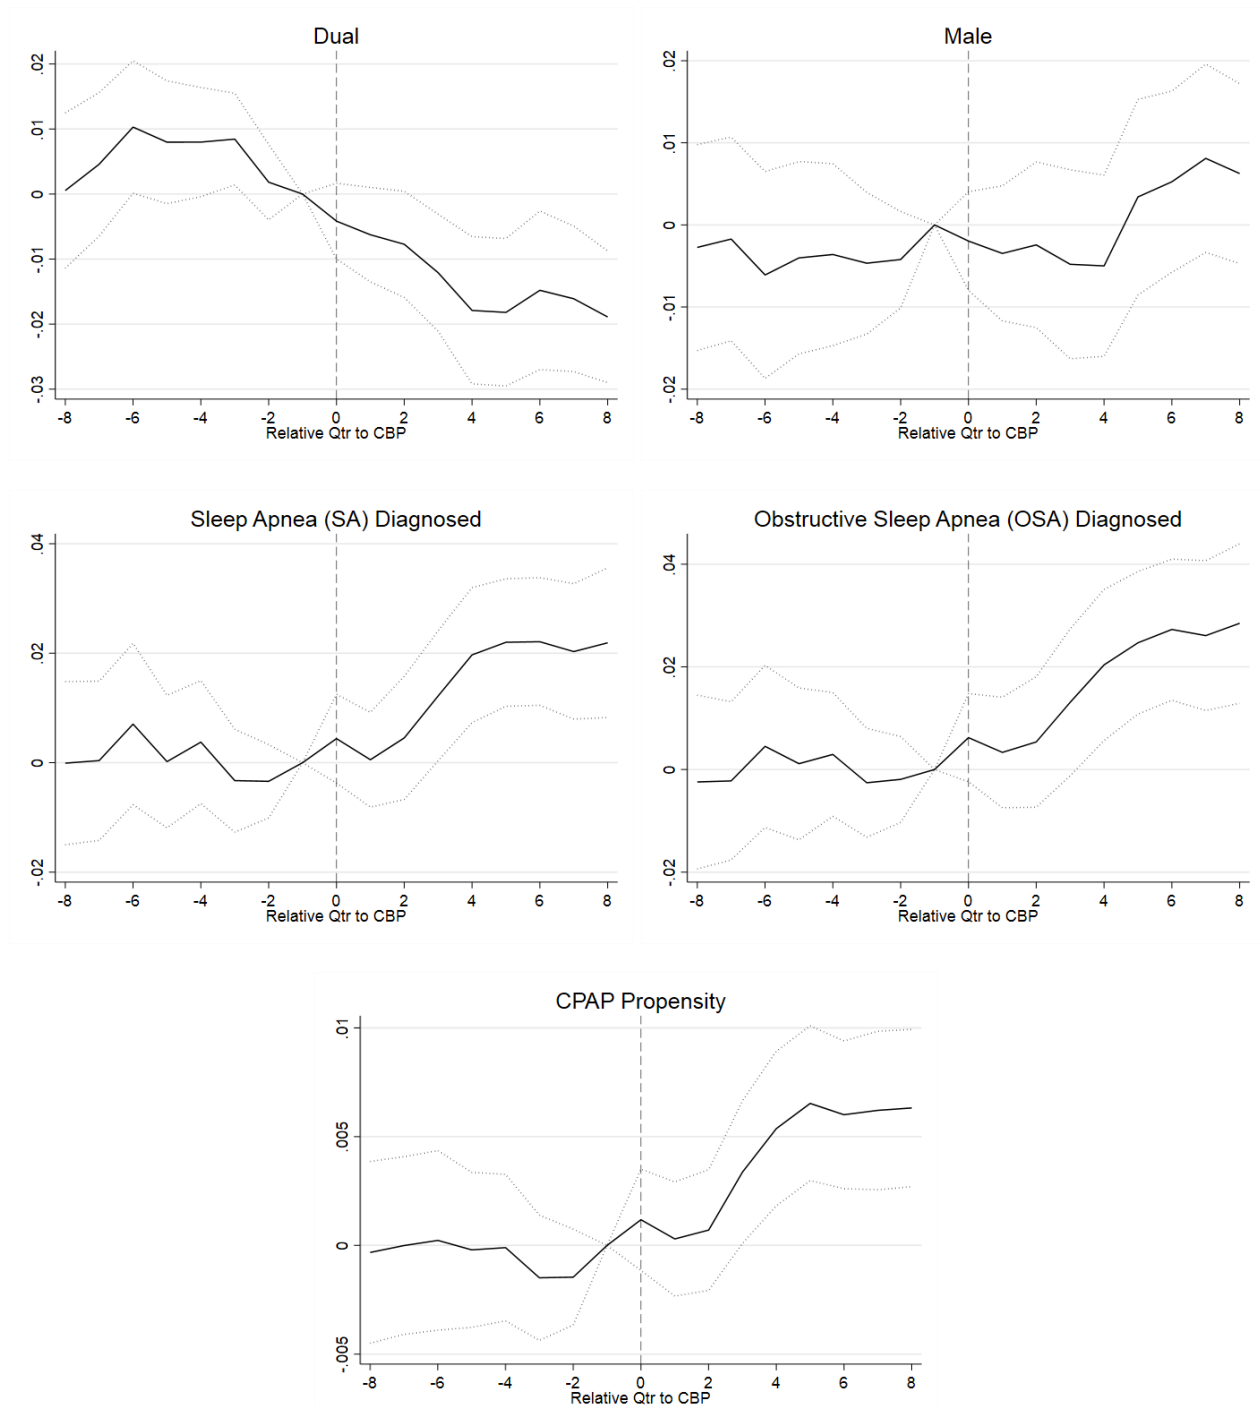 Dual
.02
.01
0
-.01
-.02
-.03
-8 -6 -4 -2 0 2 4 6 8
Relative Qtr to CBP
Male
.02
.01
0
-.01
-.02
-8 -6 -4 -2 0 2 4 6 8
Relative Qtr to CBP
Sleep Apnea (SA) Diagnosed
.04
.02
0
-.02
-8 -6 -4 -2 0 2 4 6 8
Relative Qtr to CBP
Obstructive Sleep Apnea (OSA) Diagnosed
.04
.02
0
-.02
-8 -6 -4 -2 0 2 4 6 8
Relative Qtr to CBP
CPAP Propensity
.01
.005
0
-.005
-8 -6 -4 -2 0 2 4 6 8
Relative Qtr to CBP